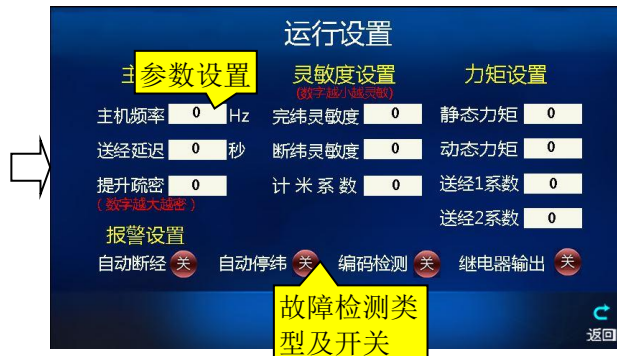 运行设置
主
参数设置
灵敏度设置
力矩设置
(数字越小越灵敏)
主机频率 0 Hz 完纬灵敏度 0 静态力矩 0
送经延迟 0 秒 断纬灵敏度 0 动态力矩 0
提升疏密 0 计米系数 0 送经1系数 0
(数字越大越密)
送经2系数 0
报警设置
自动断经 关 自动停纬 关 编码检测 关 继电器输出 关
故障检测类
型及开关
返回